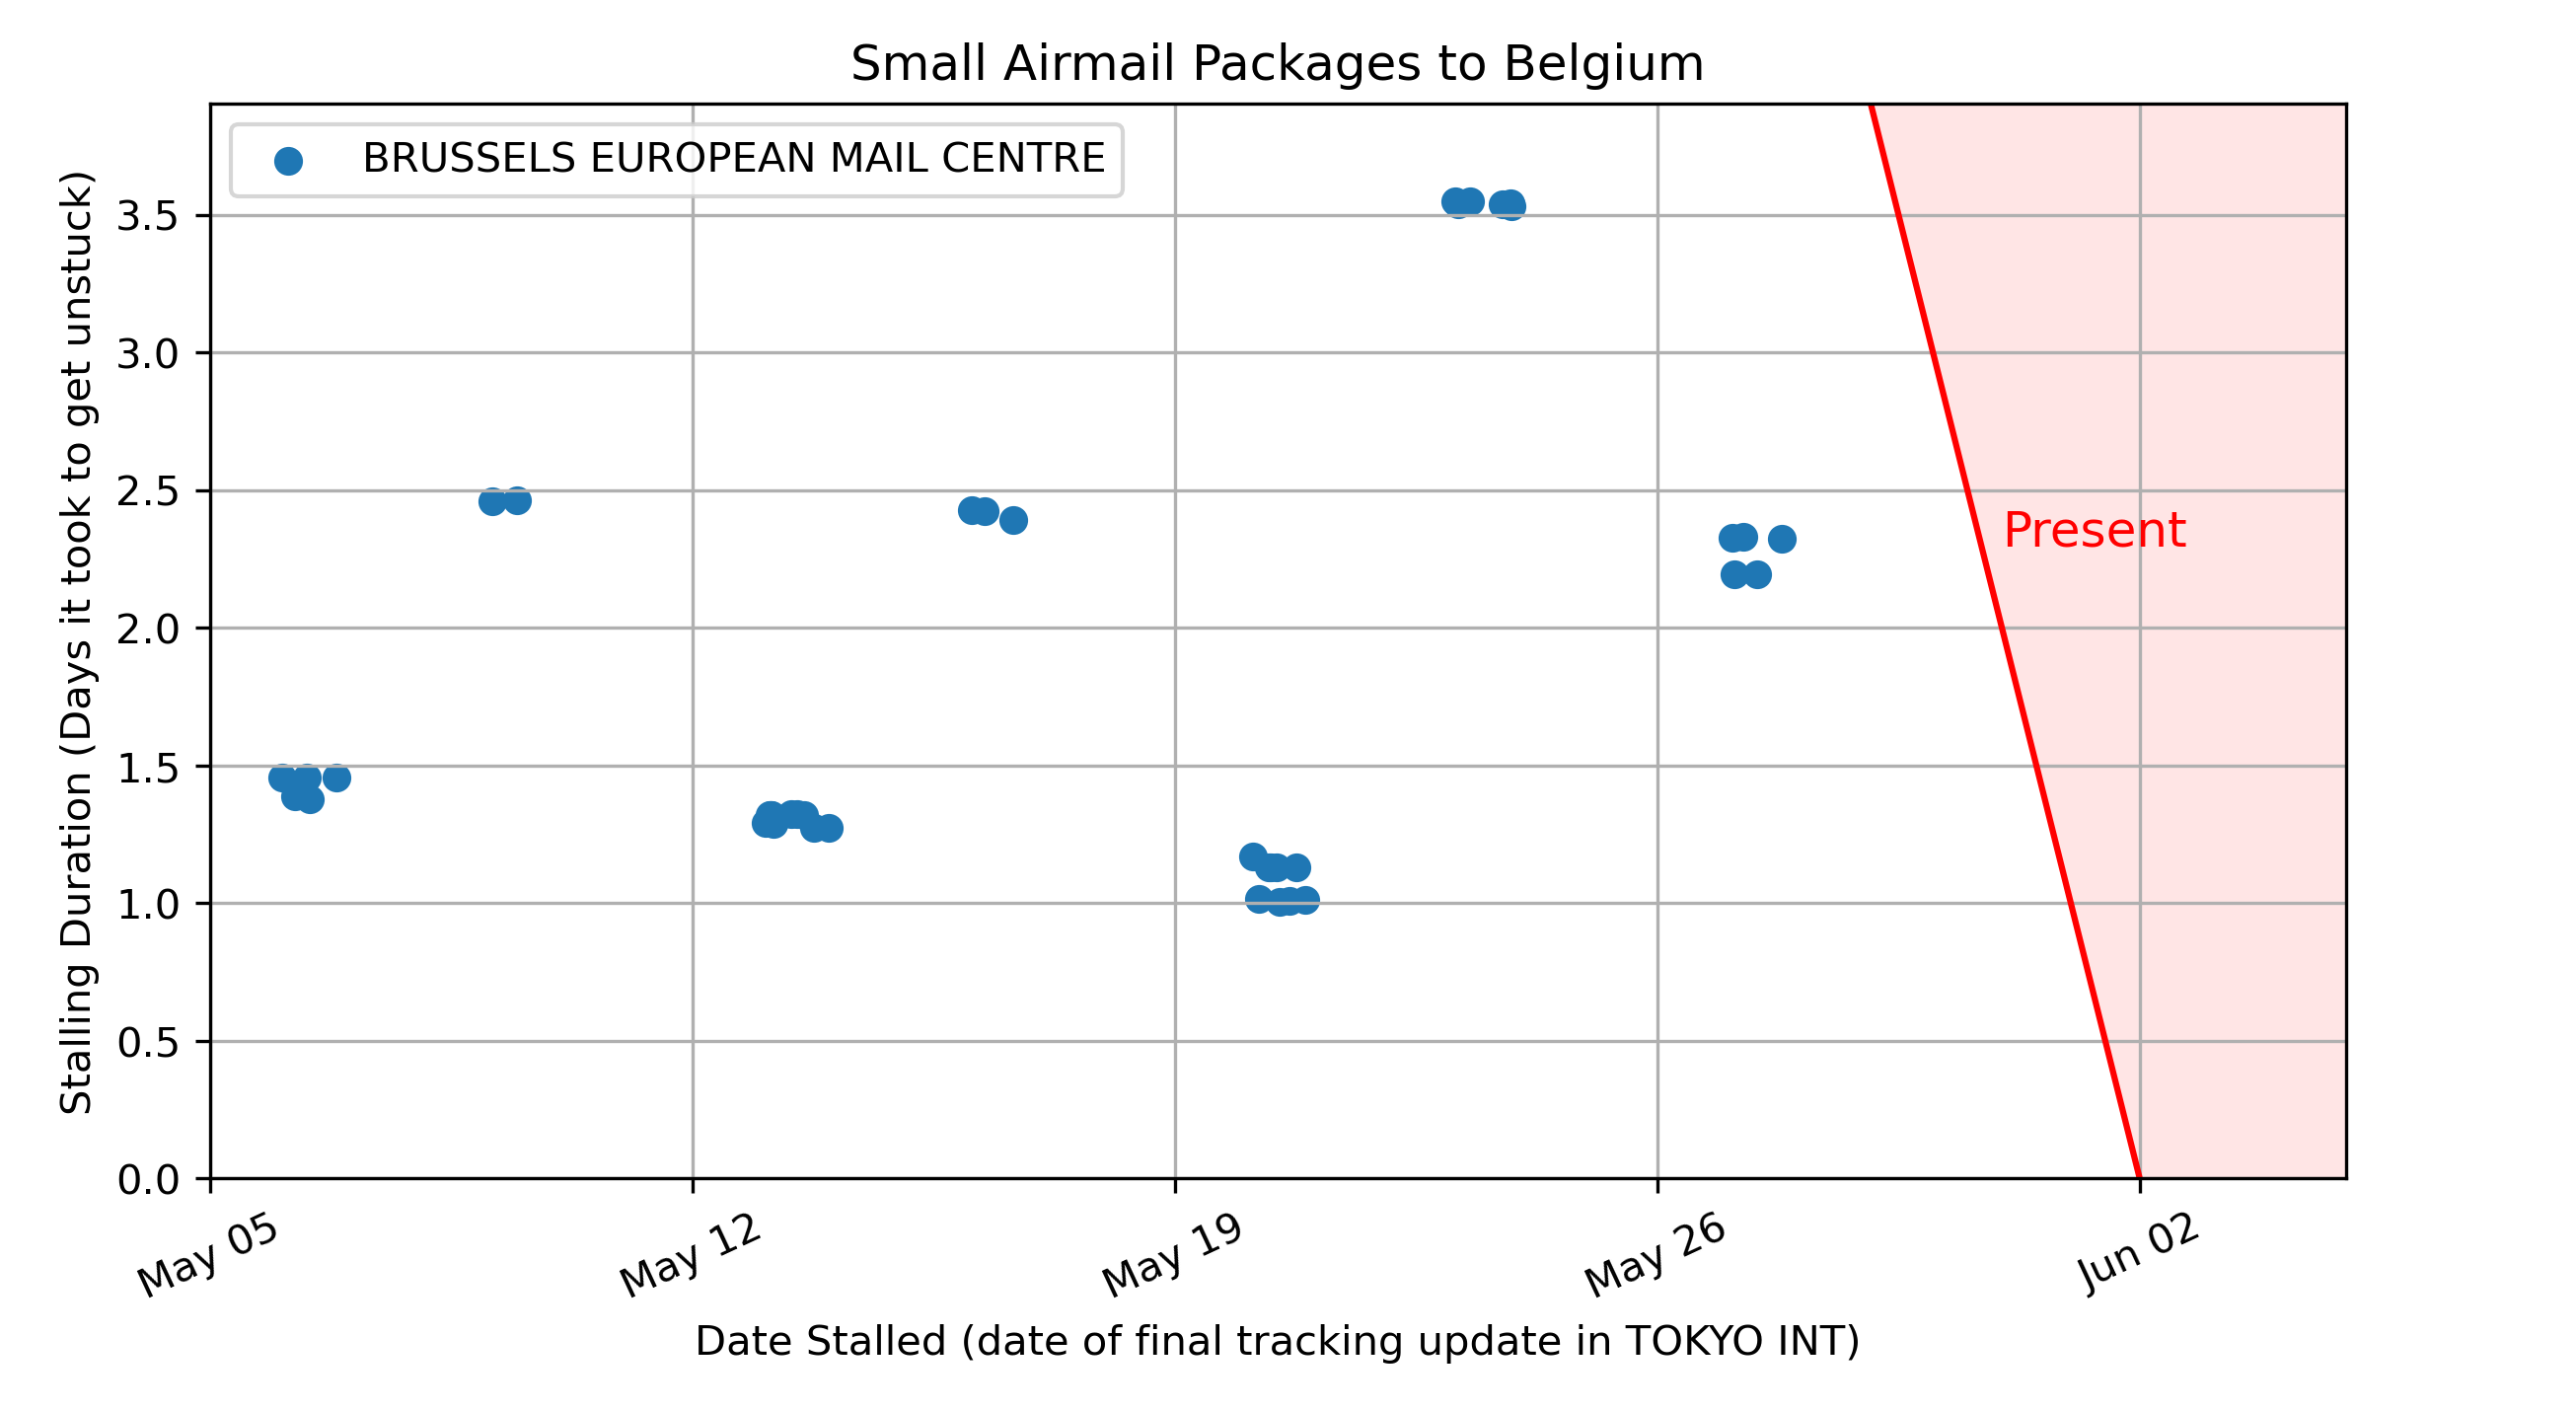 Small Airmail Packages to Belgium
BRUSSELS EUROPEAN MAIL CENTRE
Stalling Duration (Days it took to get unstuck)
3.5
3.0
2.5
2.0
1.5
1.0
0.5
0.0
Present
May 05
May 12
May 19
May 26
Jun 02
Date Stalled (date of final tracking update in TOKYO INT)